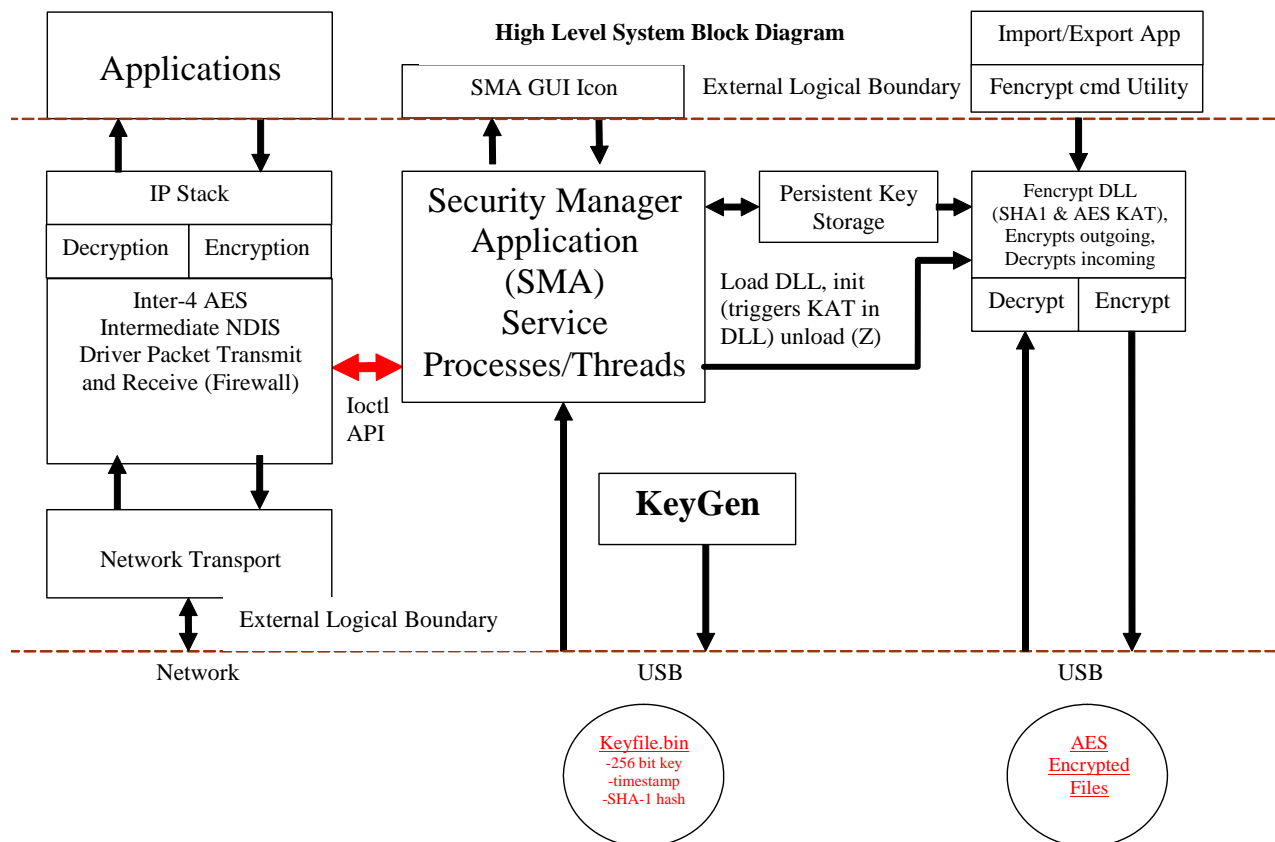 High Level System Block Diagram
Applications
SMA GUI Icon
External Logical Boundary
Import/Export App
Fencrypt cmd Utility
IP Stack
Decryption
Encryption
Inter-4 AES
Intermediate NDIS
Driver Packet Transmit
and Receive (Firewall)
Ioctl
API
Security Manager
Application
(SMA)
Service
Processes/Threads
Persistent Key
Storage
Load DLL, init
(triggers KAT in
DLL) unload (Z)
Fencrypt DLL
(SHA1 & AES KAT),
Encrypts outgoing,
Decrypts incoming
Decrypt
Encrypt
KeyGen
Network Transport
External Logical Boundary
Network
USB
USB
Keyfile.bin
-256 bit key
-timestamp
-SHA-1 hash
AES
Encrypted
Files